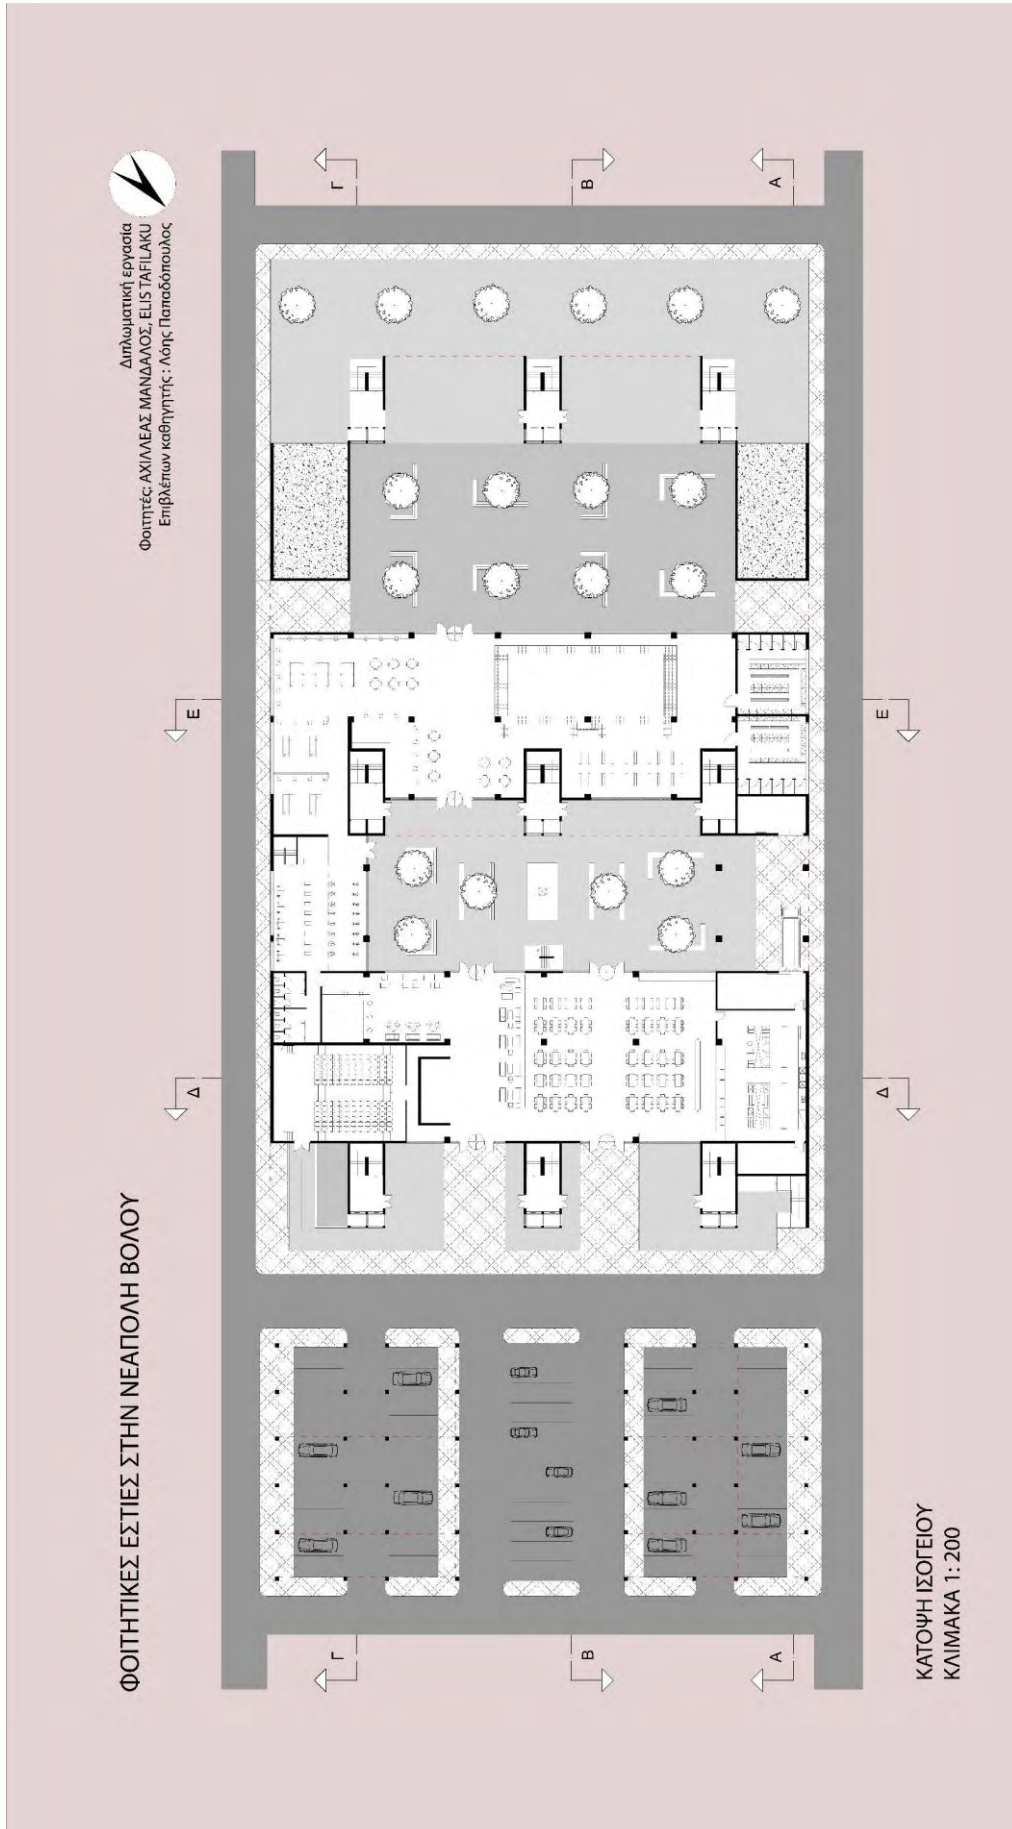 ΦΟΙΤΗΤΙΚΕΣ ΕΣΤΙΕΣ ΣΤΗΝ ΝΕΑΠΟΛΗ ΒΟΛΟΥ
Διπλωματική εργασία
Φοιτητές: ΑΧΙΛΛΕΑΣ ΜΑΝΔΑΛΟΣ, ELIS TAFILAKU
Επιβλέπων καθηγητής : Λόης Παπαδόπουλος
Δ
Ε
Γ
Γ
Β
Β
Α
Α
Δ
Ε
ΚΑΤΟΨΗ ΙΣΟΓΕΙΟΥ
ΚΛΙΜΑΚΑ 1: 200